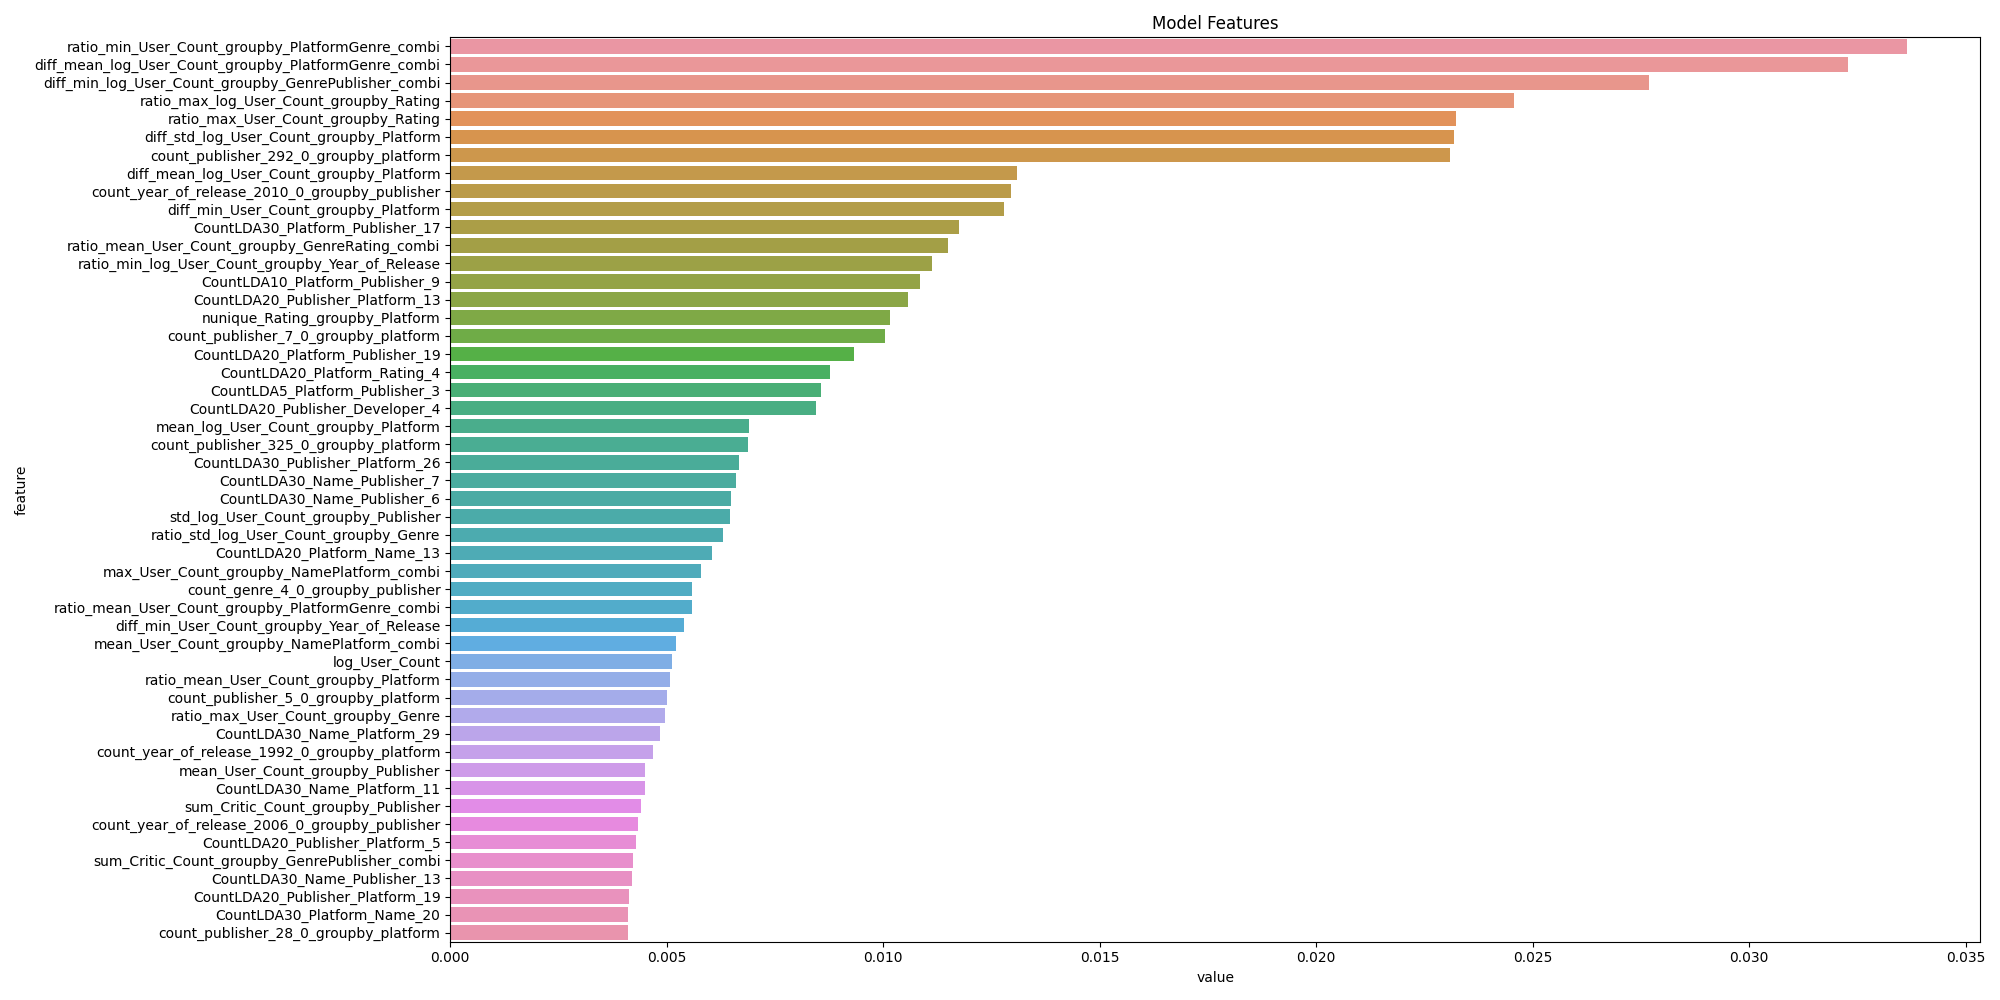 Model Features
ratio_min_User_Count_groupby_PlatformGenre_combi
diff_mean_log_User_Count_groupby_PlatformGenre_combi
diff_min_log_User_Count_groupby_GenrePublisher_combi
ratio_max_log_User_Count_groupby_Rating
ratio_max_User_Count_groupby_Rating
diff_std_log_User_Count_groupby_Platform
count_publisher_292_0_groupby_platform
diff_mean_log_User_Count_groupby_Platform
count_year_of_release_2010_0_groupby_publisher
diff_min_User_Count_groupby_Platform
CountLDA30_Platform_Publisher_17
ratio_mean_User_Count_groupby_GenreRating_combi
ratio_min_log_User_Count_groupby_Year_of_Release
CountLDA10_Platform_Publisher_9
CountLDA20_Publisher_Platform_13
nunique_Rating_groupby_Platform
count_publisher_7_0_groupby_platform
CountLDA20_Platform_Publisher_19
CountLDA20_Platform_Rating_4
CountLDA5_Platform_Publisher_3
CountLDA20_Publisher_Developer_4
mean_log_User_Count_groupby_Platform
count_publisher_325_0_groupby_platform
CountLDA30_Publisher_Platform_26
CountLDA30_Name_Publisher_7
CountLDA30_Name_Publisher_6
std_log_User_Count_groupby_Publisher
ratio_std_log_User_Count_groupby_Genre
CountLDA20_Platform_Name_13
max_User_Count_groupby_NamePlatform_combi
count_genre_4_0_groupby_publisher
ratio_mean_User_Count_groupby_PlatformGenre_combi
diff_min_User_Count_groupby_Year_of_Release
mean_User_Count_groupby_NamePlatform_combi
log_User_Count
ratio_mean_User_Count_groupby_Platform
count_publisher_5_0_groupby_platform
ratio_max_User_Count_groupby_Genre
CountLDA30_Name_Platform_29
count_year_of_release_1992_0_groupby_platform
mean_User_Count_groupby_Publisher
CountLDA30_Name_Platform_11
sum_Critic_Count_groupby_Publisher
count_year_of_release_2006_0_groupby_publisher
CountLDA20_Publisher_Platform_5
sum_Critic_Count_groupby_GenrePublisher_combi
CountLDA30_Name_Publisher_13
CountLDA20_Publisher_Platform_19
CountLDA30_Platform_Name_20
count_publisher_28_0_groupby_platform
feature
0.000 0.005 0.010 0.015 0.020 0.025 0.030 0.035
value